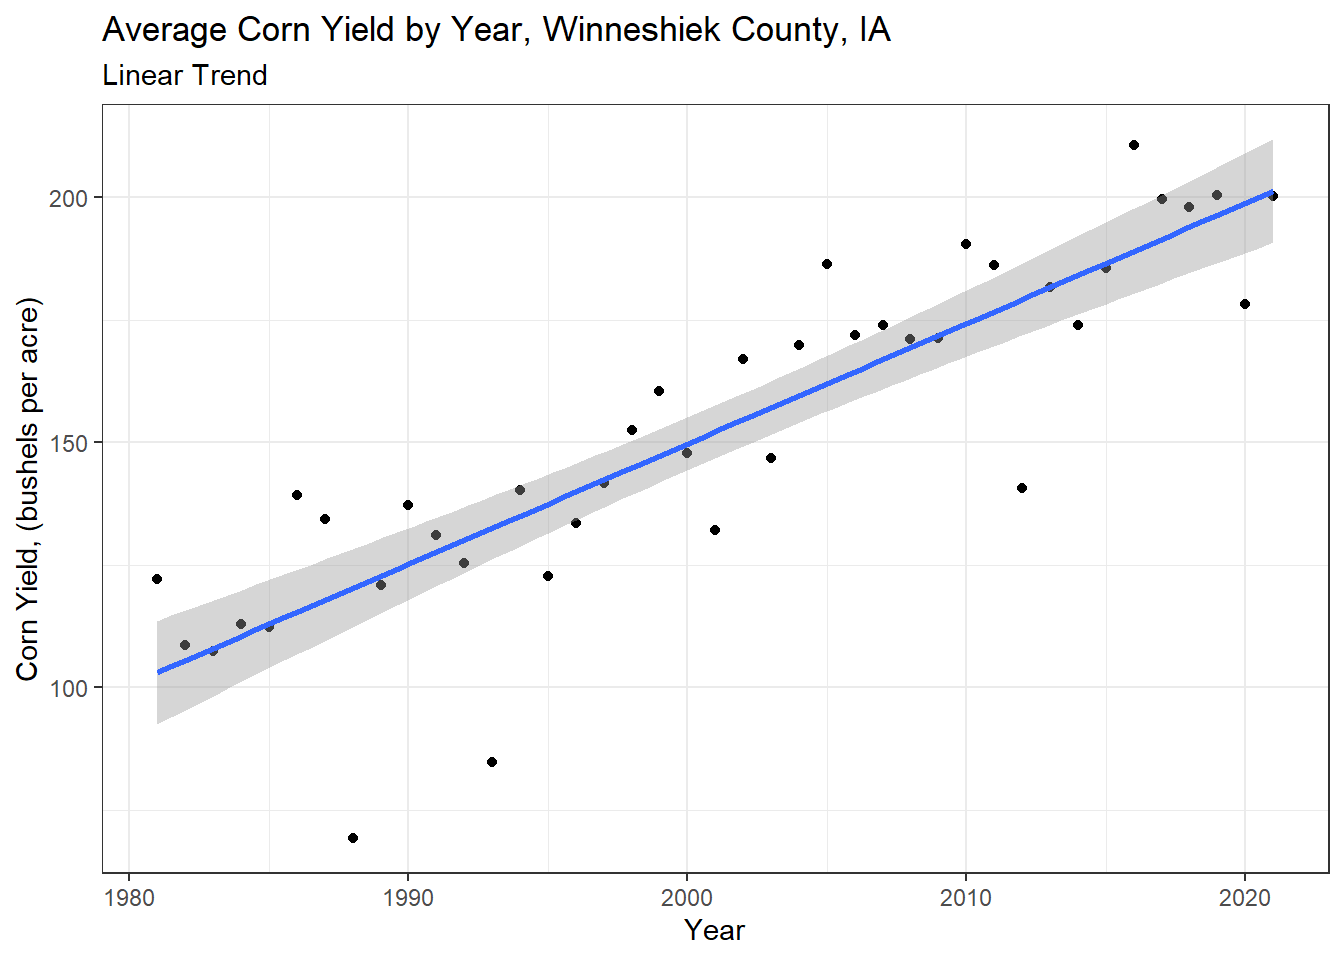 Average Corn Yield by Year, Winneshiek County, IA
Linear Trend
Corn Yield, (bushels per acre)
200
150
100
1980
1990
2000
2010
2020
Year